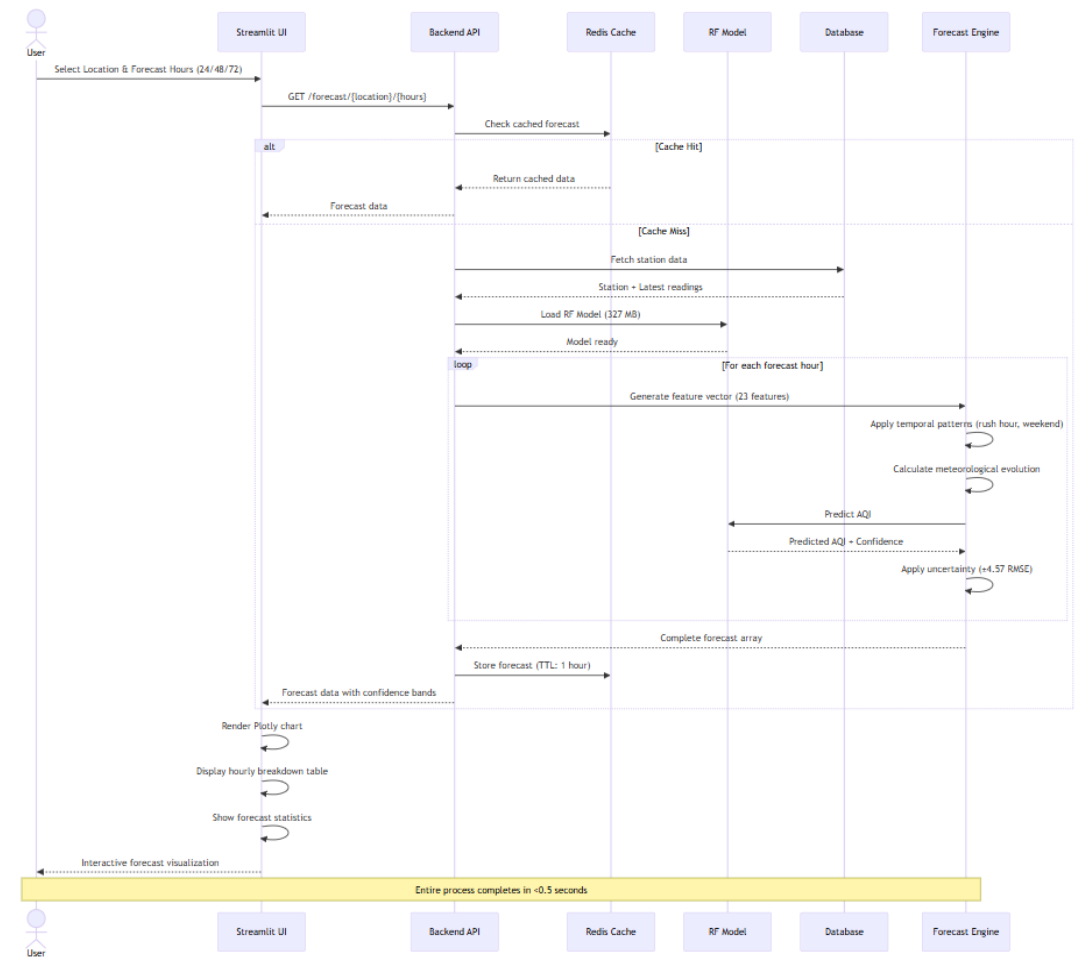 Streamlit UI
Backend API
Redis Cache
RF Model
Database
Forecast Engine
User
Select Location & Forecast Hours (24/48/72)
GET /forecast/{location}/{hours}
Check cached forecast
alt
[Cache Hit]
Return cached data
Forecast data
[Cache Miss]
Fetch station data
Station + Latest readings
Load RF Model (327 MB)
Model ready
loop
[For each forecast hour]
Generate feature vector (23 features)
Apply temporal patterns (rush hour, weekend)
Calculate meteorological evolution
Predict AQI
Predicted AQI + Confidence
Apply uncertainty (±4.57 RMSE)
Complete forecast array
Store forecast (TTL: 1 hour)
Forecast data with confidence bands
Render Plotly chart
Display hourly breakdown table
Show forecast statistics
Interactive forecast visualization
Entire process completes in <0.5 seconds
Streamlit UI
Backend API
Redis Cache
RF Model
Database
Forecast Engine
User